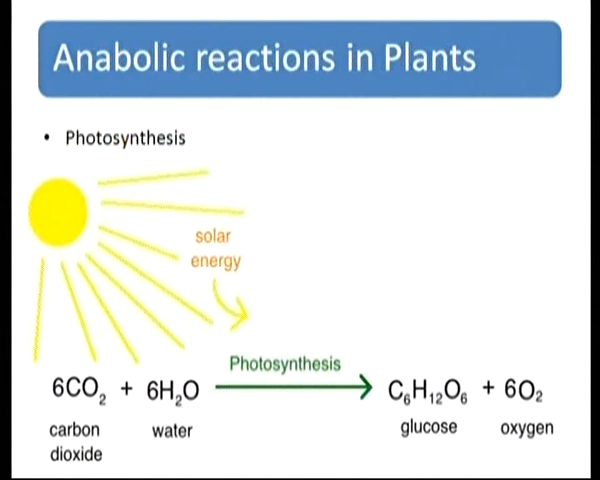 Anabolic reactions in Plants
• Photosynthesis
solar
energy
Photosynthesis
6CO₂ + 6H₂O C₆H₁₂O₆ + 6O₂
carbon dioxide water glucose oxygen